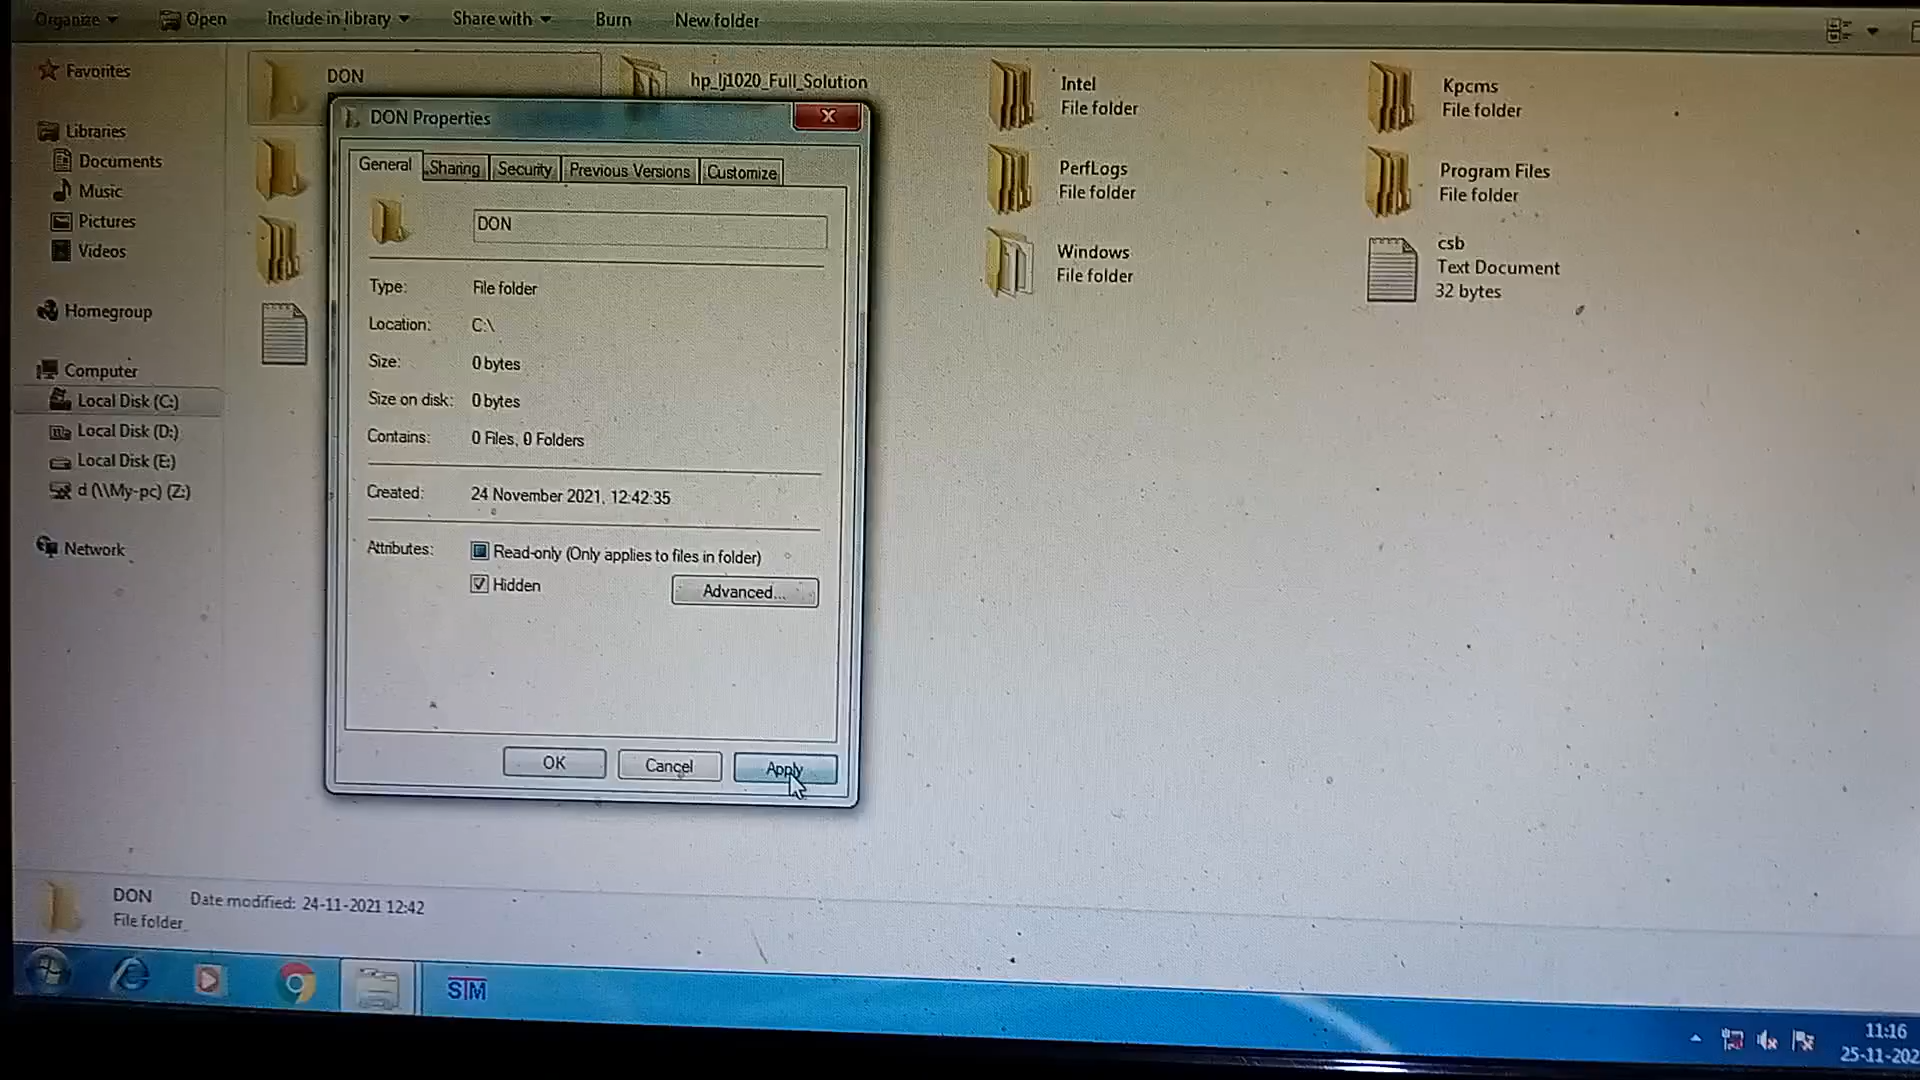 Organize
Open
Include in library
Share with
Burn
New folder
Favorites
Libraries
Documents
Music
Pictures
Videos
Homegroup
Computer
Local Disk (C:)
Local Disk (D:)
Local Disk (E:)
d (\\My-pc) (Z:)
Network
DON
hp_lj1020_Full_Solution
Intel
File folder
Kpcms
File folder
PerfLogs
File folder
Program Files
File folder
Windows
File folder
csb
Text Document
32 bytes
DON Properties
General
Sharing
Security
Previous Versions
Customize
DON
Type: File folder
Location: C:\
Size: 0 bytes
Size on disk: 0 bytes
Contains: 0 Files, 0 Folders
Created: 24 November 2021, 12:42:35
Attributes: Read-only (Only applies to files in folder)
Hidden
Advanced...
OK
Cancel
Apply
DON Date modified: 24-11-2021 12:42
File folder
STM
11:16
25-11-202